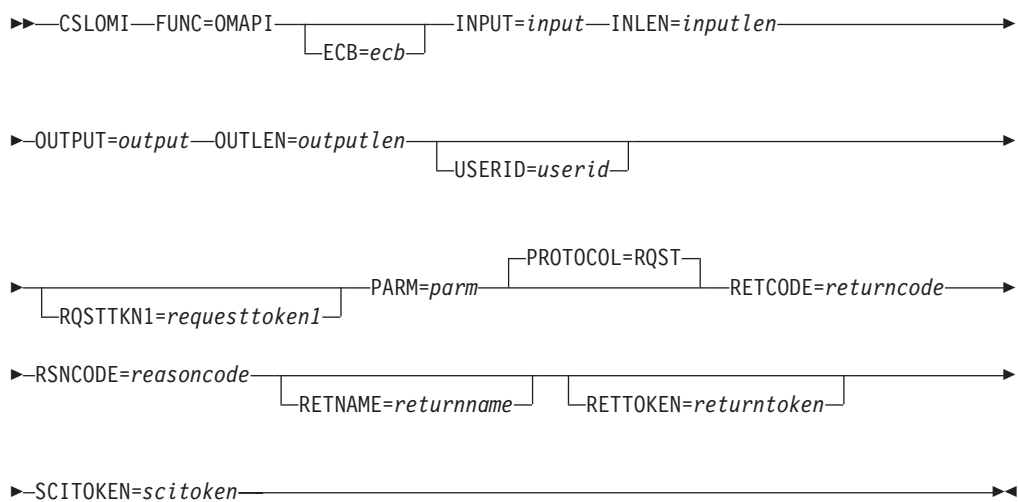 CSLOMI FUNC=OMAPI INPUT=input INLEN=inputlen
ECB=ecb
OUTPUT=output OUTLEN=outputlen
USERID=userid
PROTOCOL=RQST
PARM=parm RETCODE=returncode
RQSTTKN1=requesttoken1
RSNCODE=reasoncode
RETNAME=returnname RETTOKEN=returntoken
SCITOKEN=scitoken